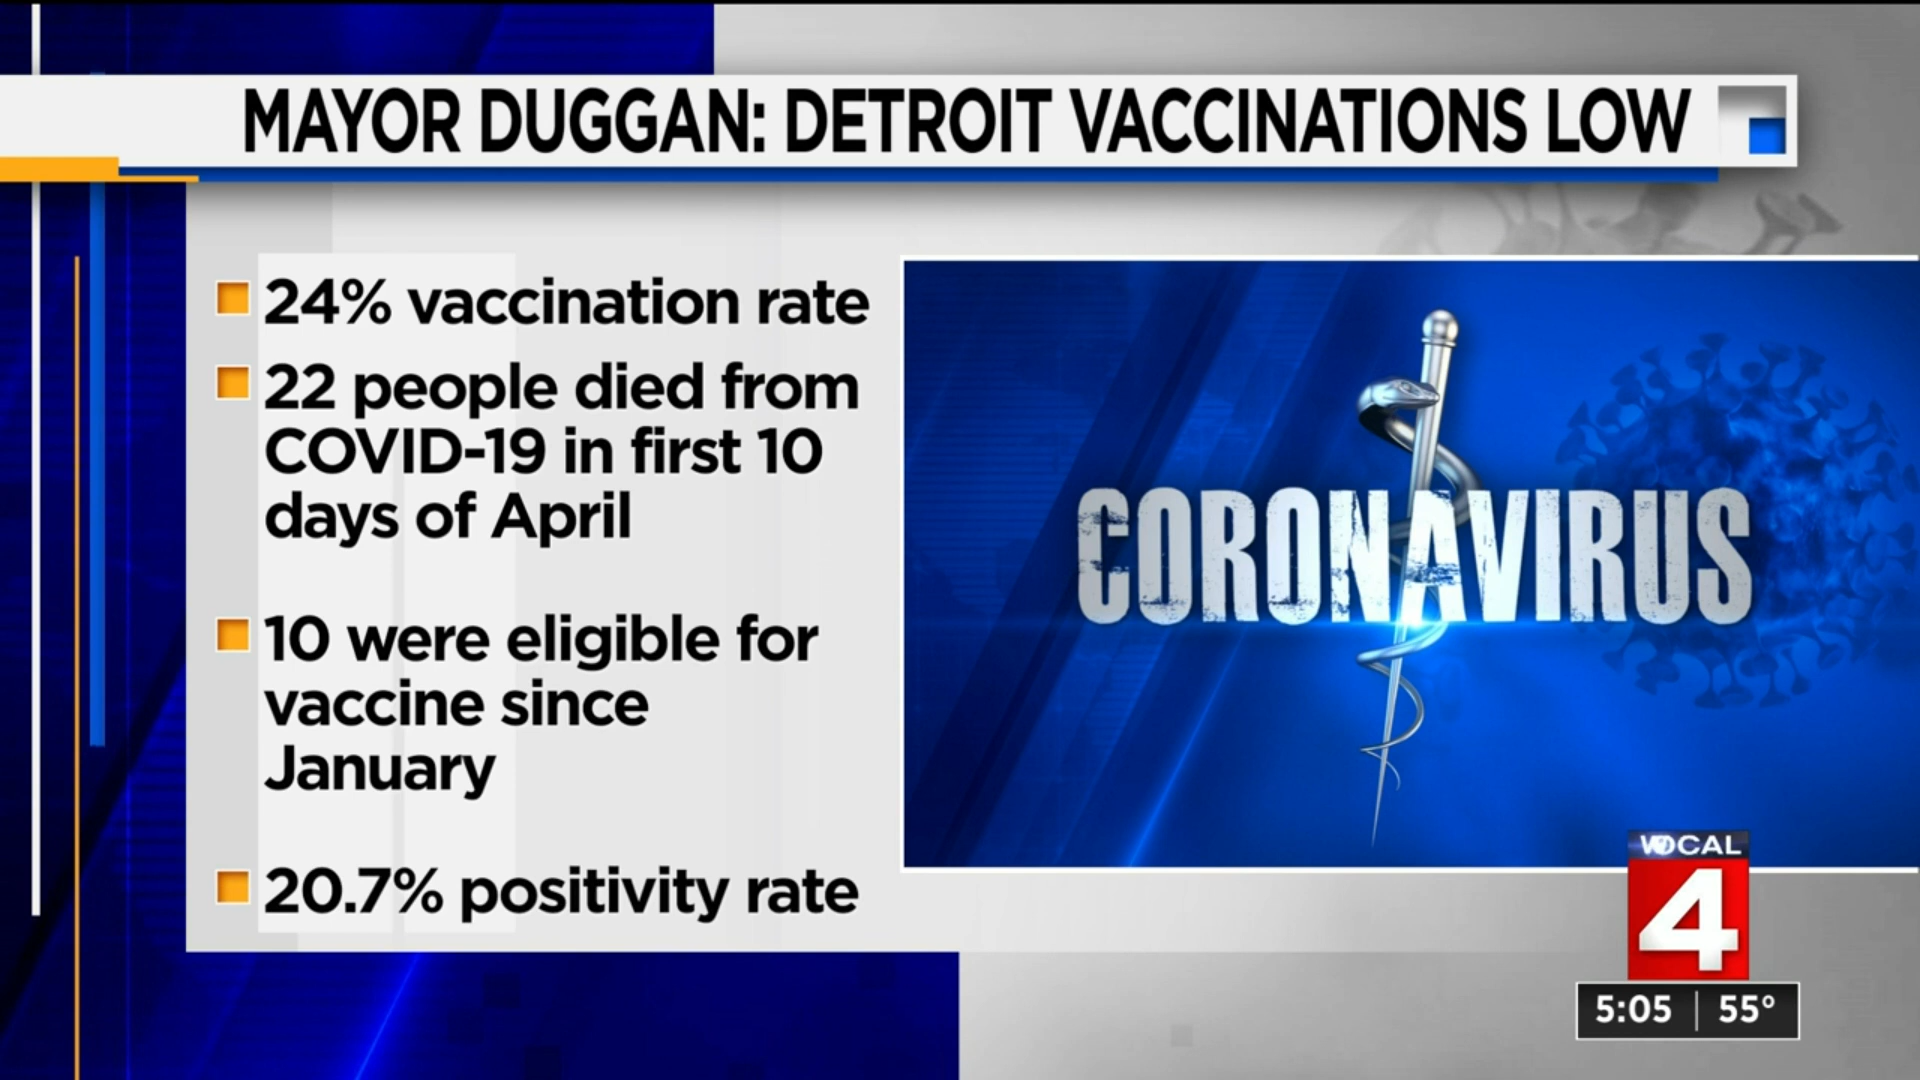 MAYOR DUGGAN: DETROIT VACCINATIONS LOW
24% vaccination rate
22 people died from
COVID-19 in first 10
days of April
10 were eligible for
vaccine since
January
20.7% positivity rate
CORONAVIRUS
4
5:05 55°